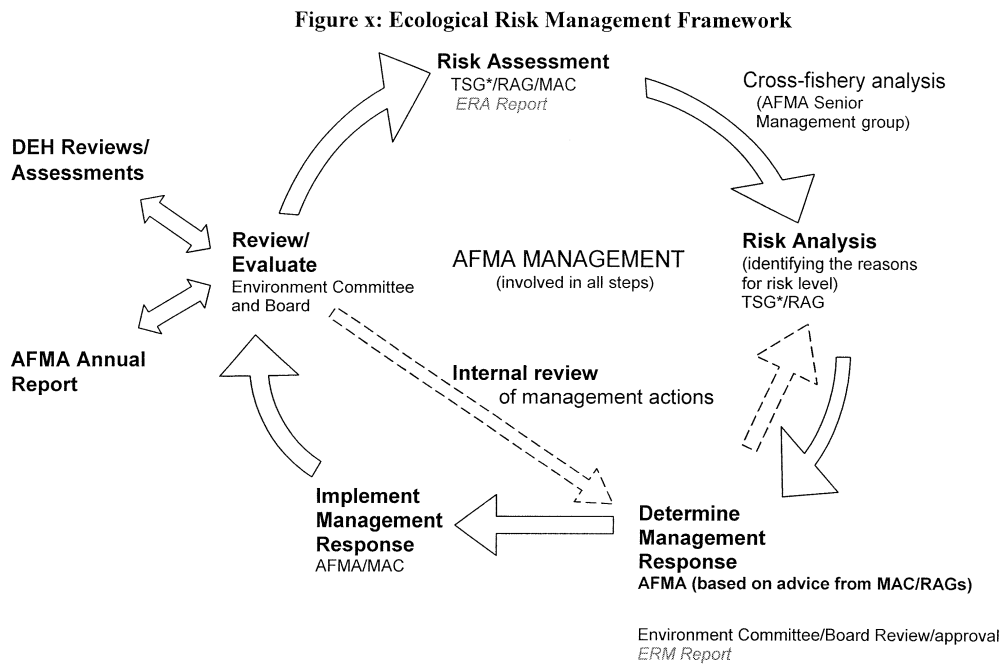 Figure x: Ecological Risk Management Framework
Risk Assessment
TSG*/RAG/MAC
ERA Report
Cross-fishery analysis
(AFMA Senior
Management group)
DEH Reviews/
Assessments
Review/
Evaluate
Environment Committee
and Board
AFMA MANAGEMENT
(involved in all steps)
Risk Analysis
(identifying the reasons
for risk level)
TSG*/RAG
AFMA Annual
Report
Internal review
of management actions
Implement
Management
Response
AFMA/MAC
Determine
Management
Response
AFMA (based on advice from MAC/RAGs)
Environment Committee/Board Review/approval
ERM Report